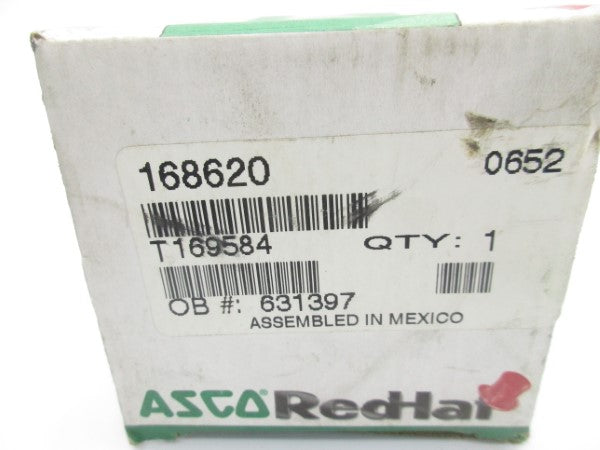 168620 0652
T169584 QTY: 1
OB #: 631397
ASSEMBLED IN MEXICO
ASCO® RedHat